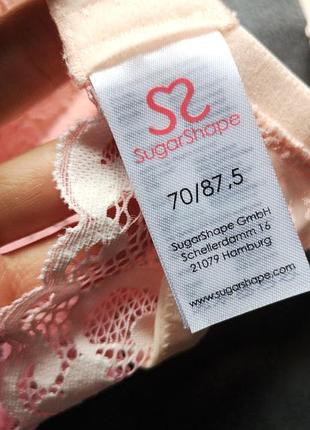 SugarShape
70/87,5
SugarShape GmbH
Schellerdamm 16
21079 Hamburg
www.sugarshape.com